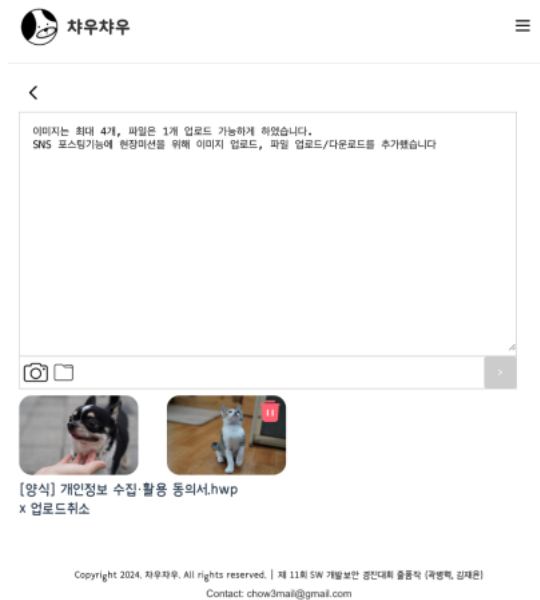 챠우챠우
이미지는 최대 4개, 파일은 1개 업로드 가능하게 하였습니다.
SNS 포스팅기능에 현장미션을 위해 이미지 업로드, 파일 업로드/다운로드를 추가했습니다
>
[양식] 개인정보 수집·활용 동의서.hwp
x 업로드취소
Copyright 2024. 챠우챠우. All rights reserved. | 제 11회 SW 개발보안 경진대회 출품작 (곽병혁, 김재은)
Contact: chow3mail@gmail.com